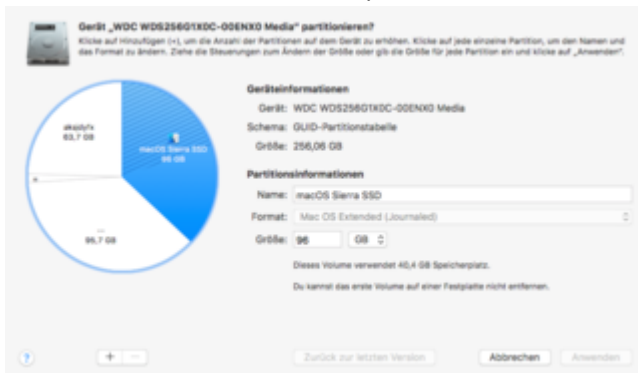 Gerät „WDC WDS256G1X0C-00ENX0 Media“ partitionieren?
Klicke auf Hinzufügen (+), um die Anzahl der Partitionen auf dem Gerät zu erhöhen. Klicke auf jede einzelne Partition, um den Namen und
das Format zu ändern. Ziehe die Steuerungen zum Ändern der Größe oder gib die Größe für jede Partition ein und klicke auf „Anwenden“.
Geräteinformationen
Gerät: WDC WDS256G1X0C-00ENX0 Media
Schema: GUID-Partitionstabelle
Größe: 256,06 GB
Partitionsinformationen
Name: macOS Sierra SSD
Format: Mac OS Extended (Journaled)
Größe: 96 GB
Dieses Volume verwendet 40,4 GB Speicherplatz.
Du kannst das erste Volume auf einer Festplatte nicht entfernen.
63,7 GB
macOS Sierra SSD
96 GB
...
95,7 GB
? + −
Zurück zur letzten Version Abbrechen Anwenden